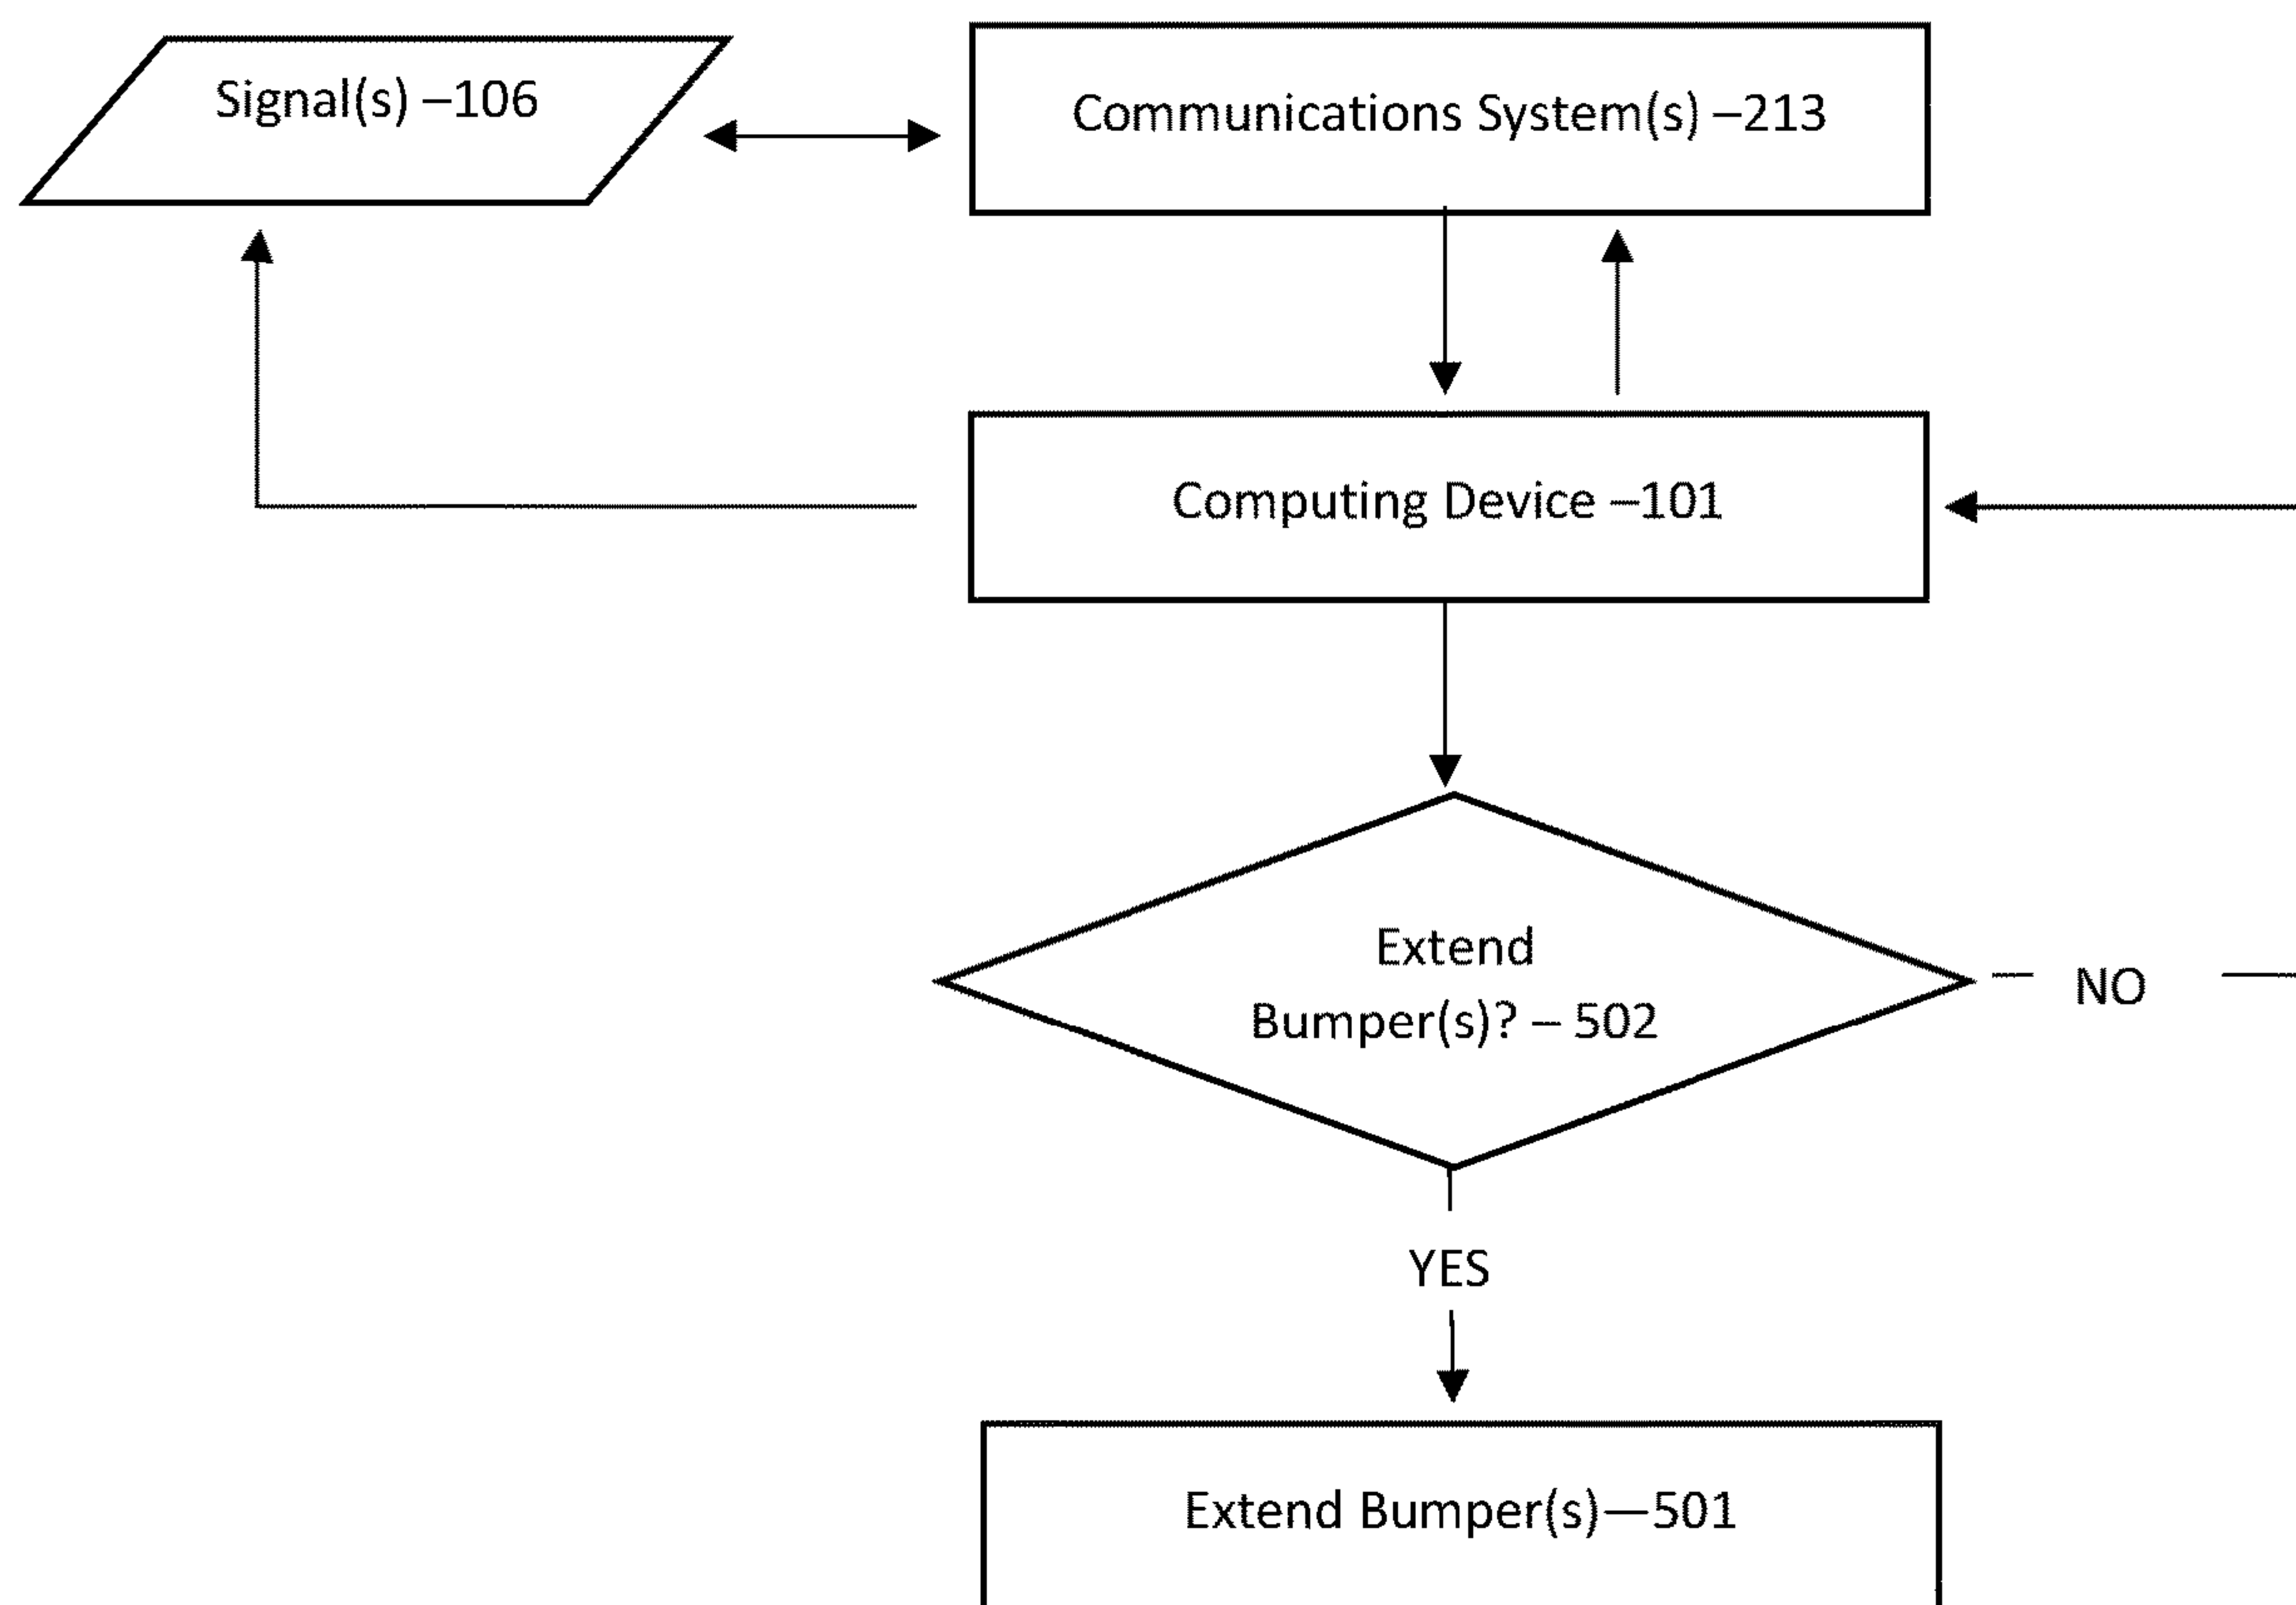 Signal(s) –106
Communications System(s) –213
Computing Device –101
Extend
Bumper(s)? – 502
NO
YES
Extend Bumper(s)—501